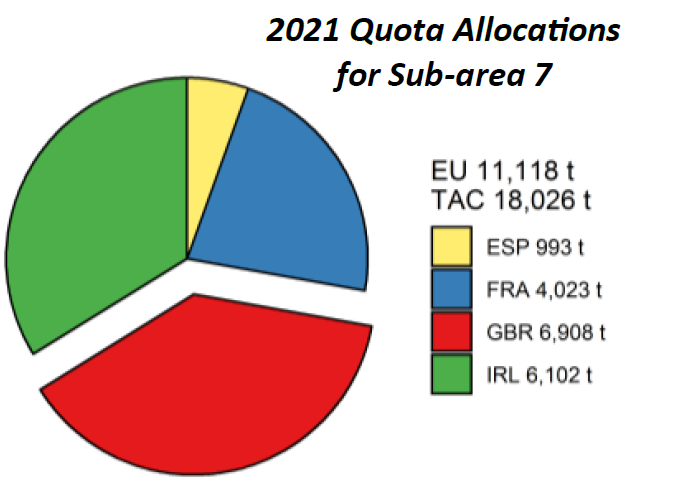 2021 Quota Allocations
for Sub-area 7
EU 11,118 t
TAC 18,026 t
ESP 993 t
FRA 4,023 t
GBR 6,908 t
IRL 6,102 t